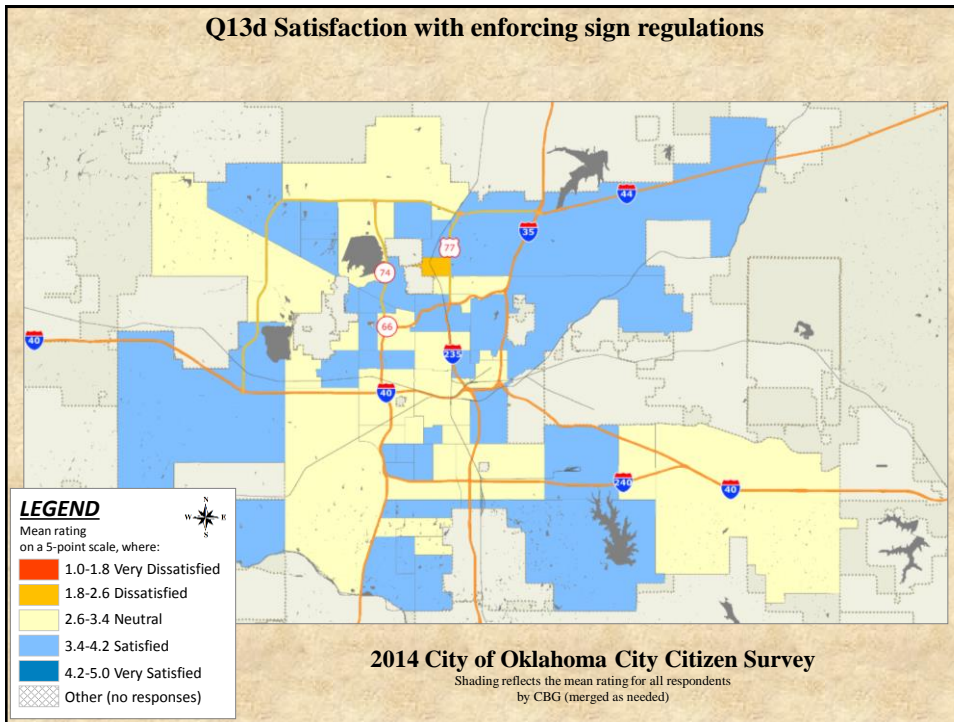 Q13d Satisfaction with enforcing sign regulations
44
35
77
74
66
40
235
40
240
40
LEGEND
N
W E
S
Mean rating
on a 5-point scale, where:
1.0-1.8 Very Dissatisfied
1.8-2.6 Dissatisfied
2.6-3.4 Neutral
3.4-4.2 Satisfied
4.2-5.0 Very Satisfied
Other (no responses)
2014 City of Oklahoma City Citizen Survey
Shading reflects the mean rating for all respondents
by CBG (merged as needed)